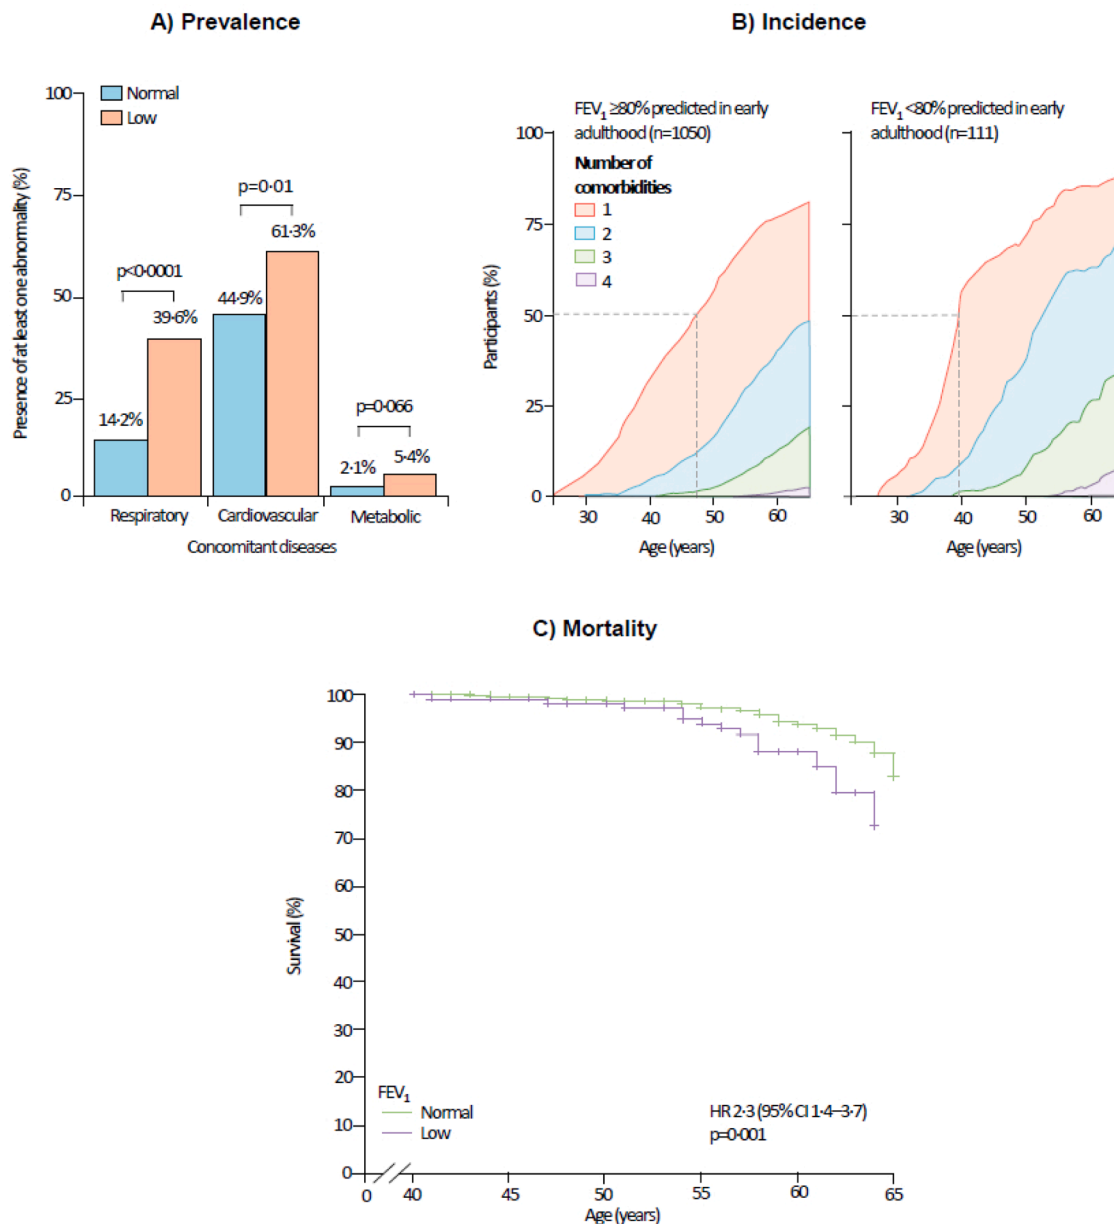 A) Prevalence
100
75
50
25
0
Presence of at least one abnormality (%)
Normal
Low
p<0·0001
p=0·01
p=0·066
14·2%
39·6%
44·9%
61·3%
2·1%
5·4%
Respiratory
Cardiovascular
Metabolic
Concomitant diseases
B) Incidence
FEV1 ≥80% predicted in early
adulthood (n=1050)
Number of
comorbidities
1
2
3
4
100
75
50
25
0
Participants (%)
30 40 50 60
Age (years)
FEV1 <80% predicted in early
adulthood (n=111)
100
75
50
25
0
30 40 50 60
Age (years)
C) Mortality
100
90
80
70
60
50
40
30
20
10
0
Survival (%)
FEV1
Normal
Low
HR 2·3 (95% CI 1·4–3·7)
p=0·001
0 40 45 50 55 60 65
Age (years)